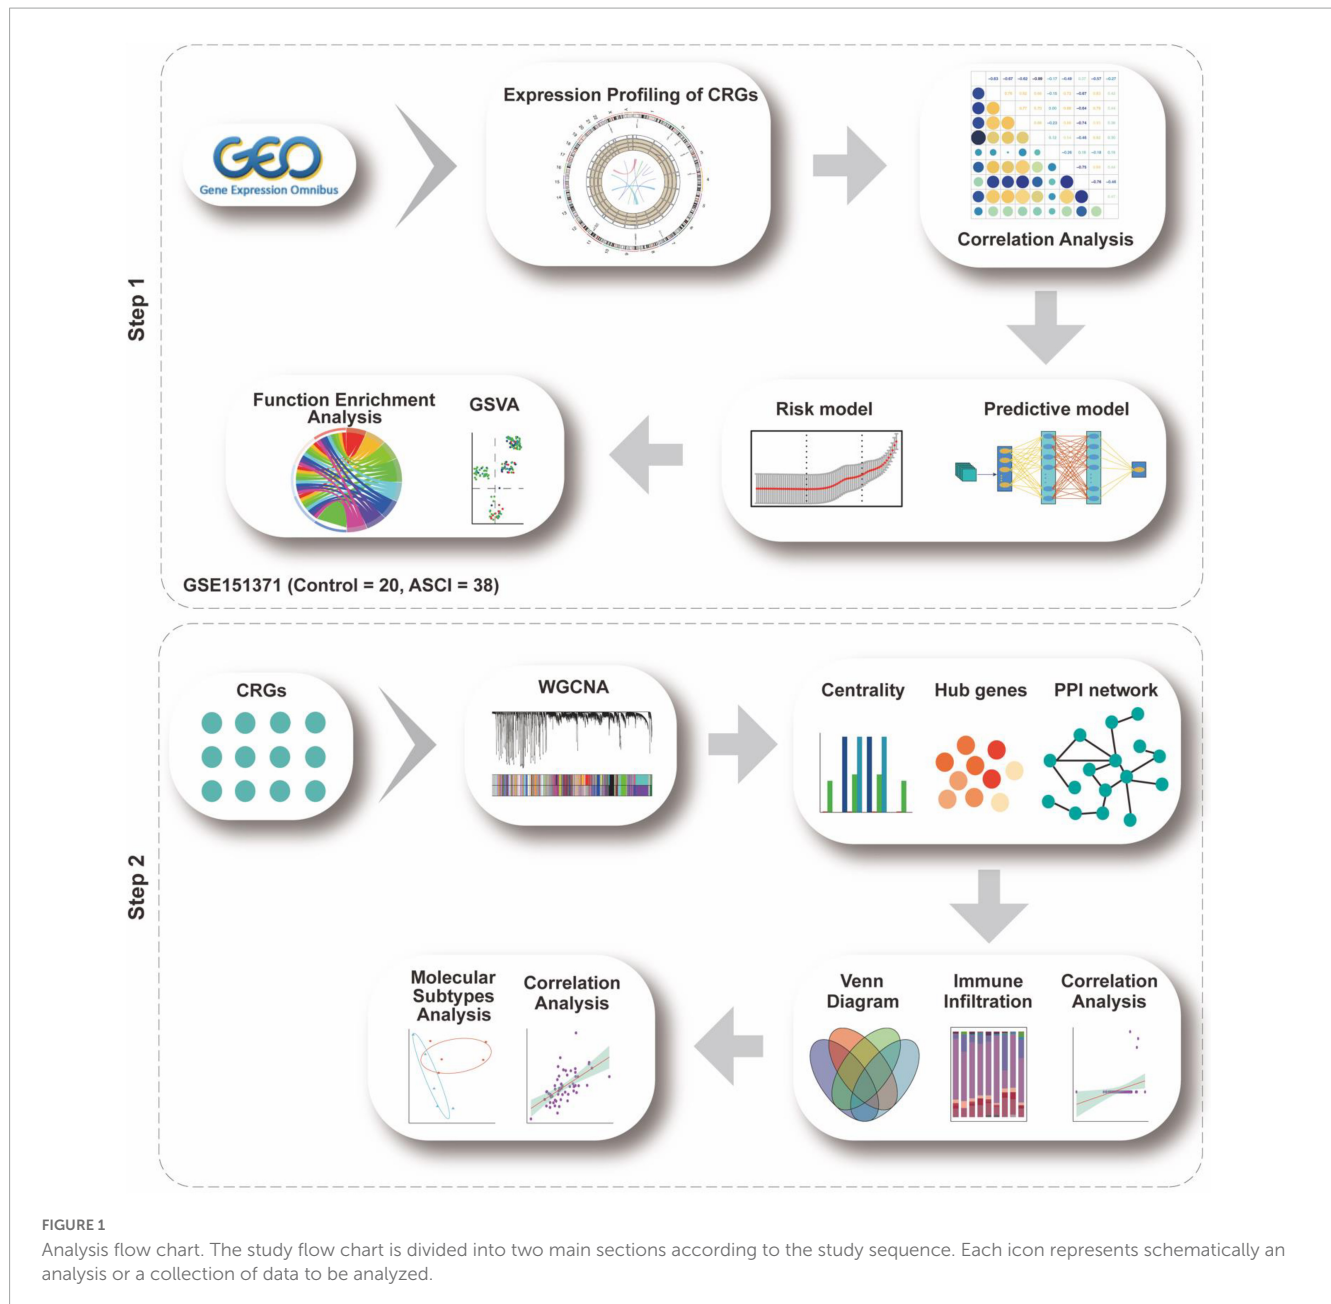 Step 1
GEO
Gene Expression Omnibus
Expression Profiling of CRGs
Correlation Analysis
Risk model
Predictive model
Function Enrichment
Analysis
GSVA
GSE151371 (Control = 20, ASCI = 38)
Step 2
CRGs
WGCNA
Centrality
Hub genes
PPI network
Venn
Diagram
Immune
Infiltration
Correlation
Analysis
Molecular
Subtypes
Analysis
Correlation
Analysis
FIGURE 1
Analysis flow chart. The study flow chart is divided into two main sections according to the study sequence. Each icon represents schematically an
analysis or a collection of data to be analyzed.